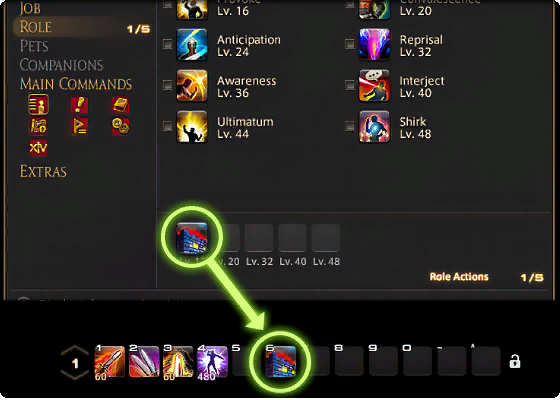 JOB
ROLE 1/5
PETS
COMPANIONS
MAIN COMMANDS
XIV
EXTRAS
Provoke
Lv. 16
Convalescence
Lv. 20
Anticipation
Lv. 24
Reprisal
Lv. 32
Awareness
Lv. 36
Interject
Lv. 40
Ultimatum
Lv. 44
Shirk
Lv. 48
Lv. 20 Lv. 32 Lv. 40 Lv. 48
Role Actions 1/5
1 1 2 3 4 5 6 8 9 0 - ^
60 60 480